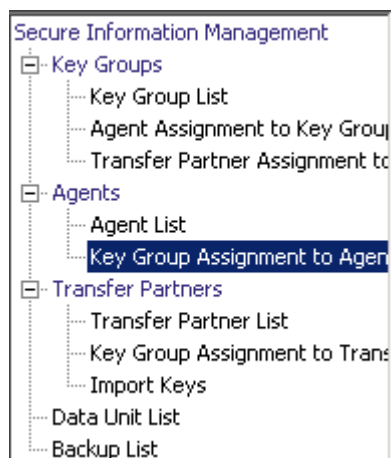 Secure Information Management
Key Groups
Key Group List
Agent Assignment to Key Grou
Transfer Partner Assignment to
Agents
Agent List
Key Group Assignment to Agen
Transfer Partners
Transfer Partner List
Key Group Assignment to Trans
Import Keys
Data Unit List
Backup List